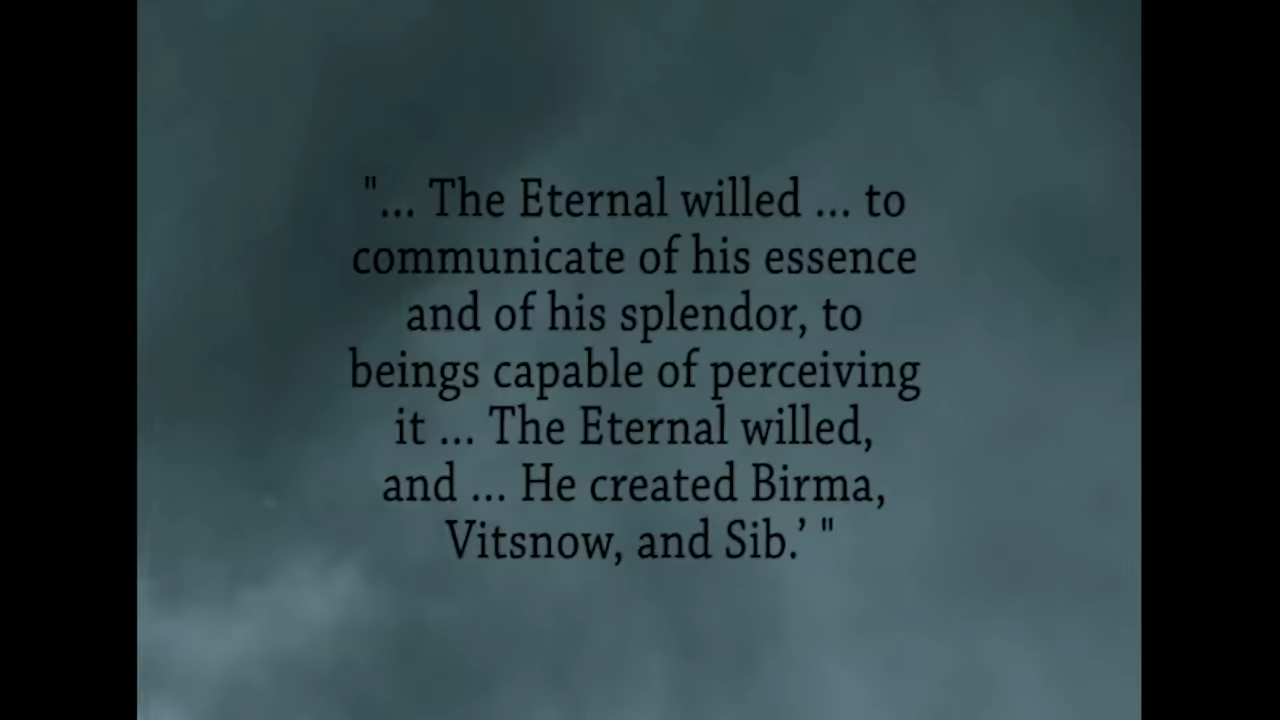 "... The Eternal willed ... to
communicate of his essence
and of his splendor, to
beings capable of perceiving
it ... The Eternal willed,
and ... He created Birma,
Vitsnow, and Sib.’ "